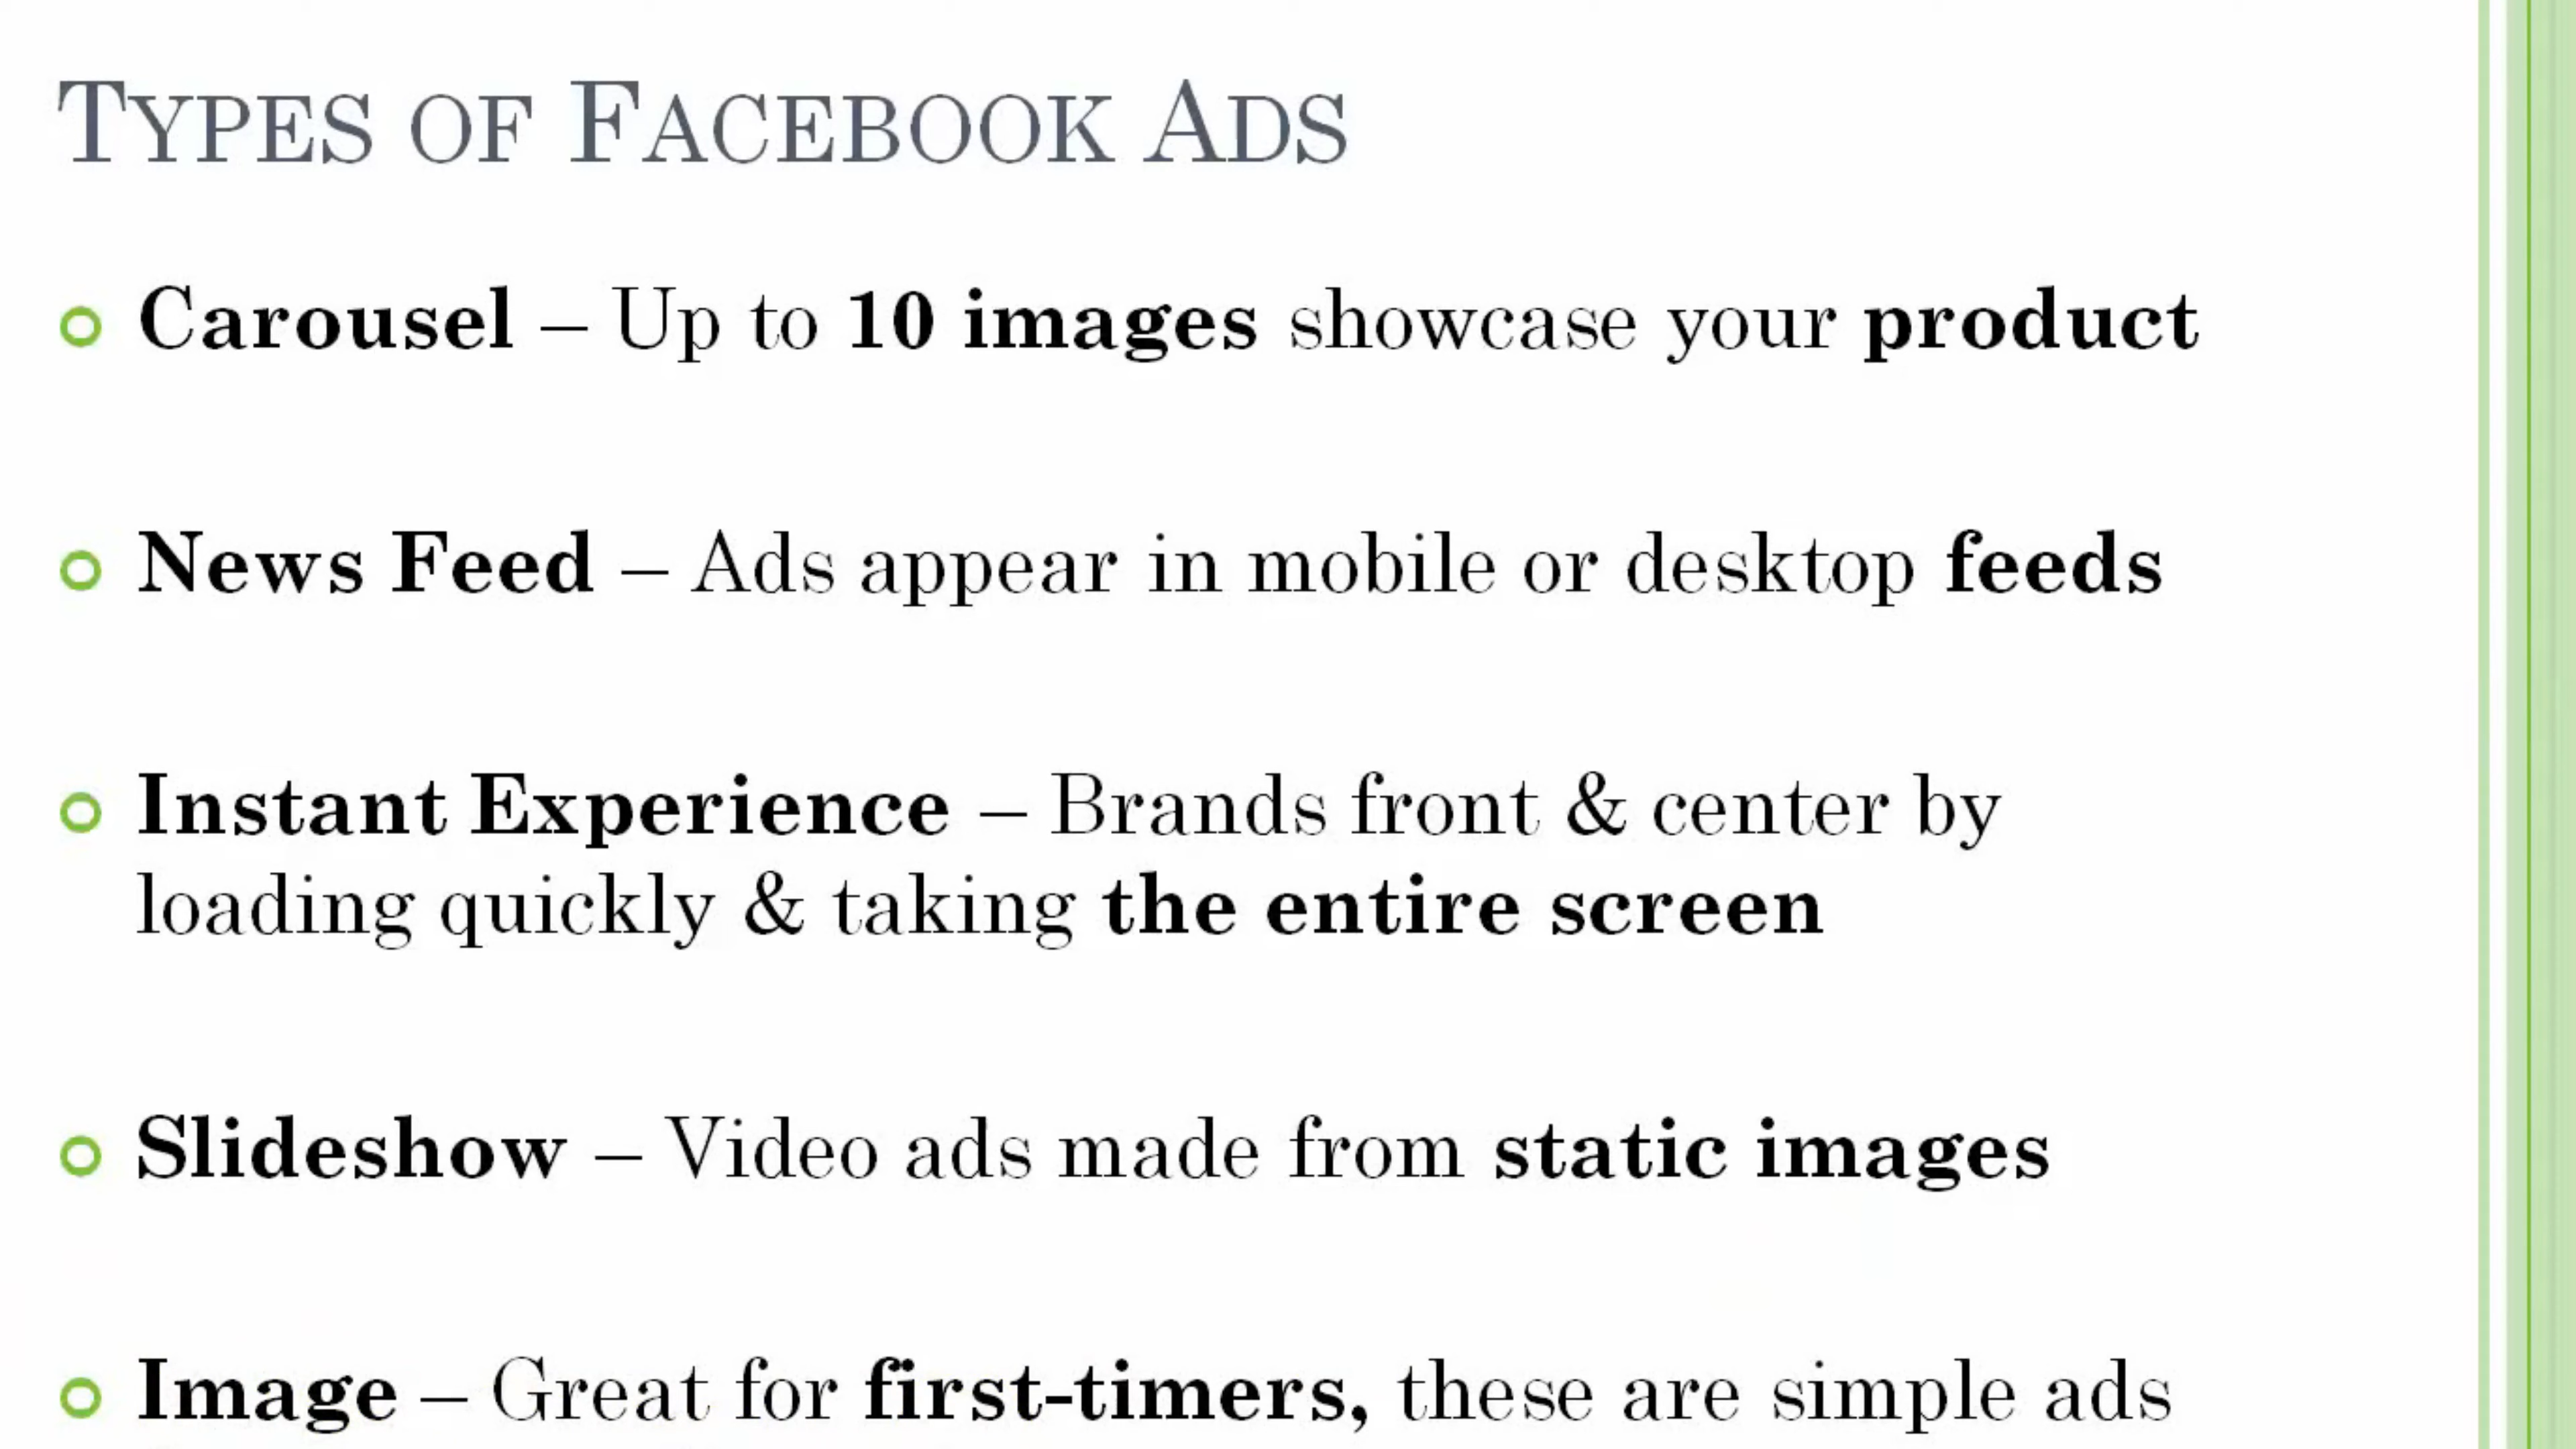 Types of Facebook Ads
Carousel – Up to 10 images showcase your product
News Feed – Ads appear in mobile or desktop feeds
Instant Experience – Brands front & center by
loading quickly & taking the entire screen
Slideshow – Video ads made from static images
Image – Great for first-timers, these are simple ads